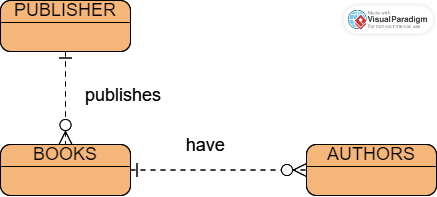 PUBLISHER
Made with
Visual Paradigm
For non-commercial use
publishes
have
BOOKS
AUTHORS